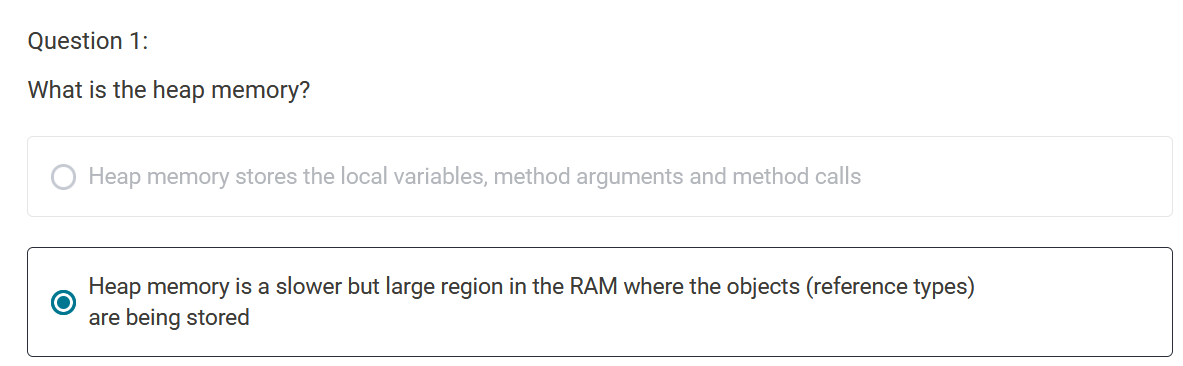 Question 1:
What is the heap memory?
Heap memory stores the local variables, method arguments and method calls
Heap memory is a slower but large region in the RAM where the objects (reference types)
are being stored